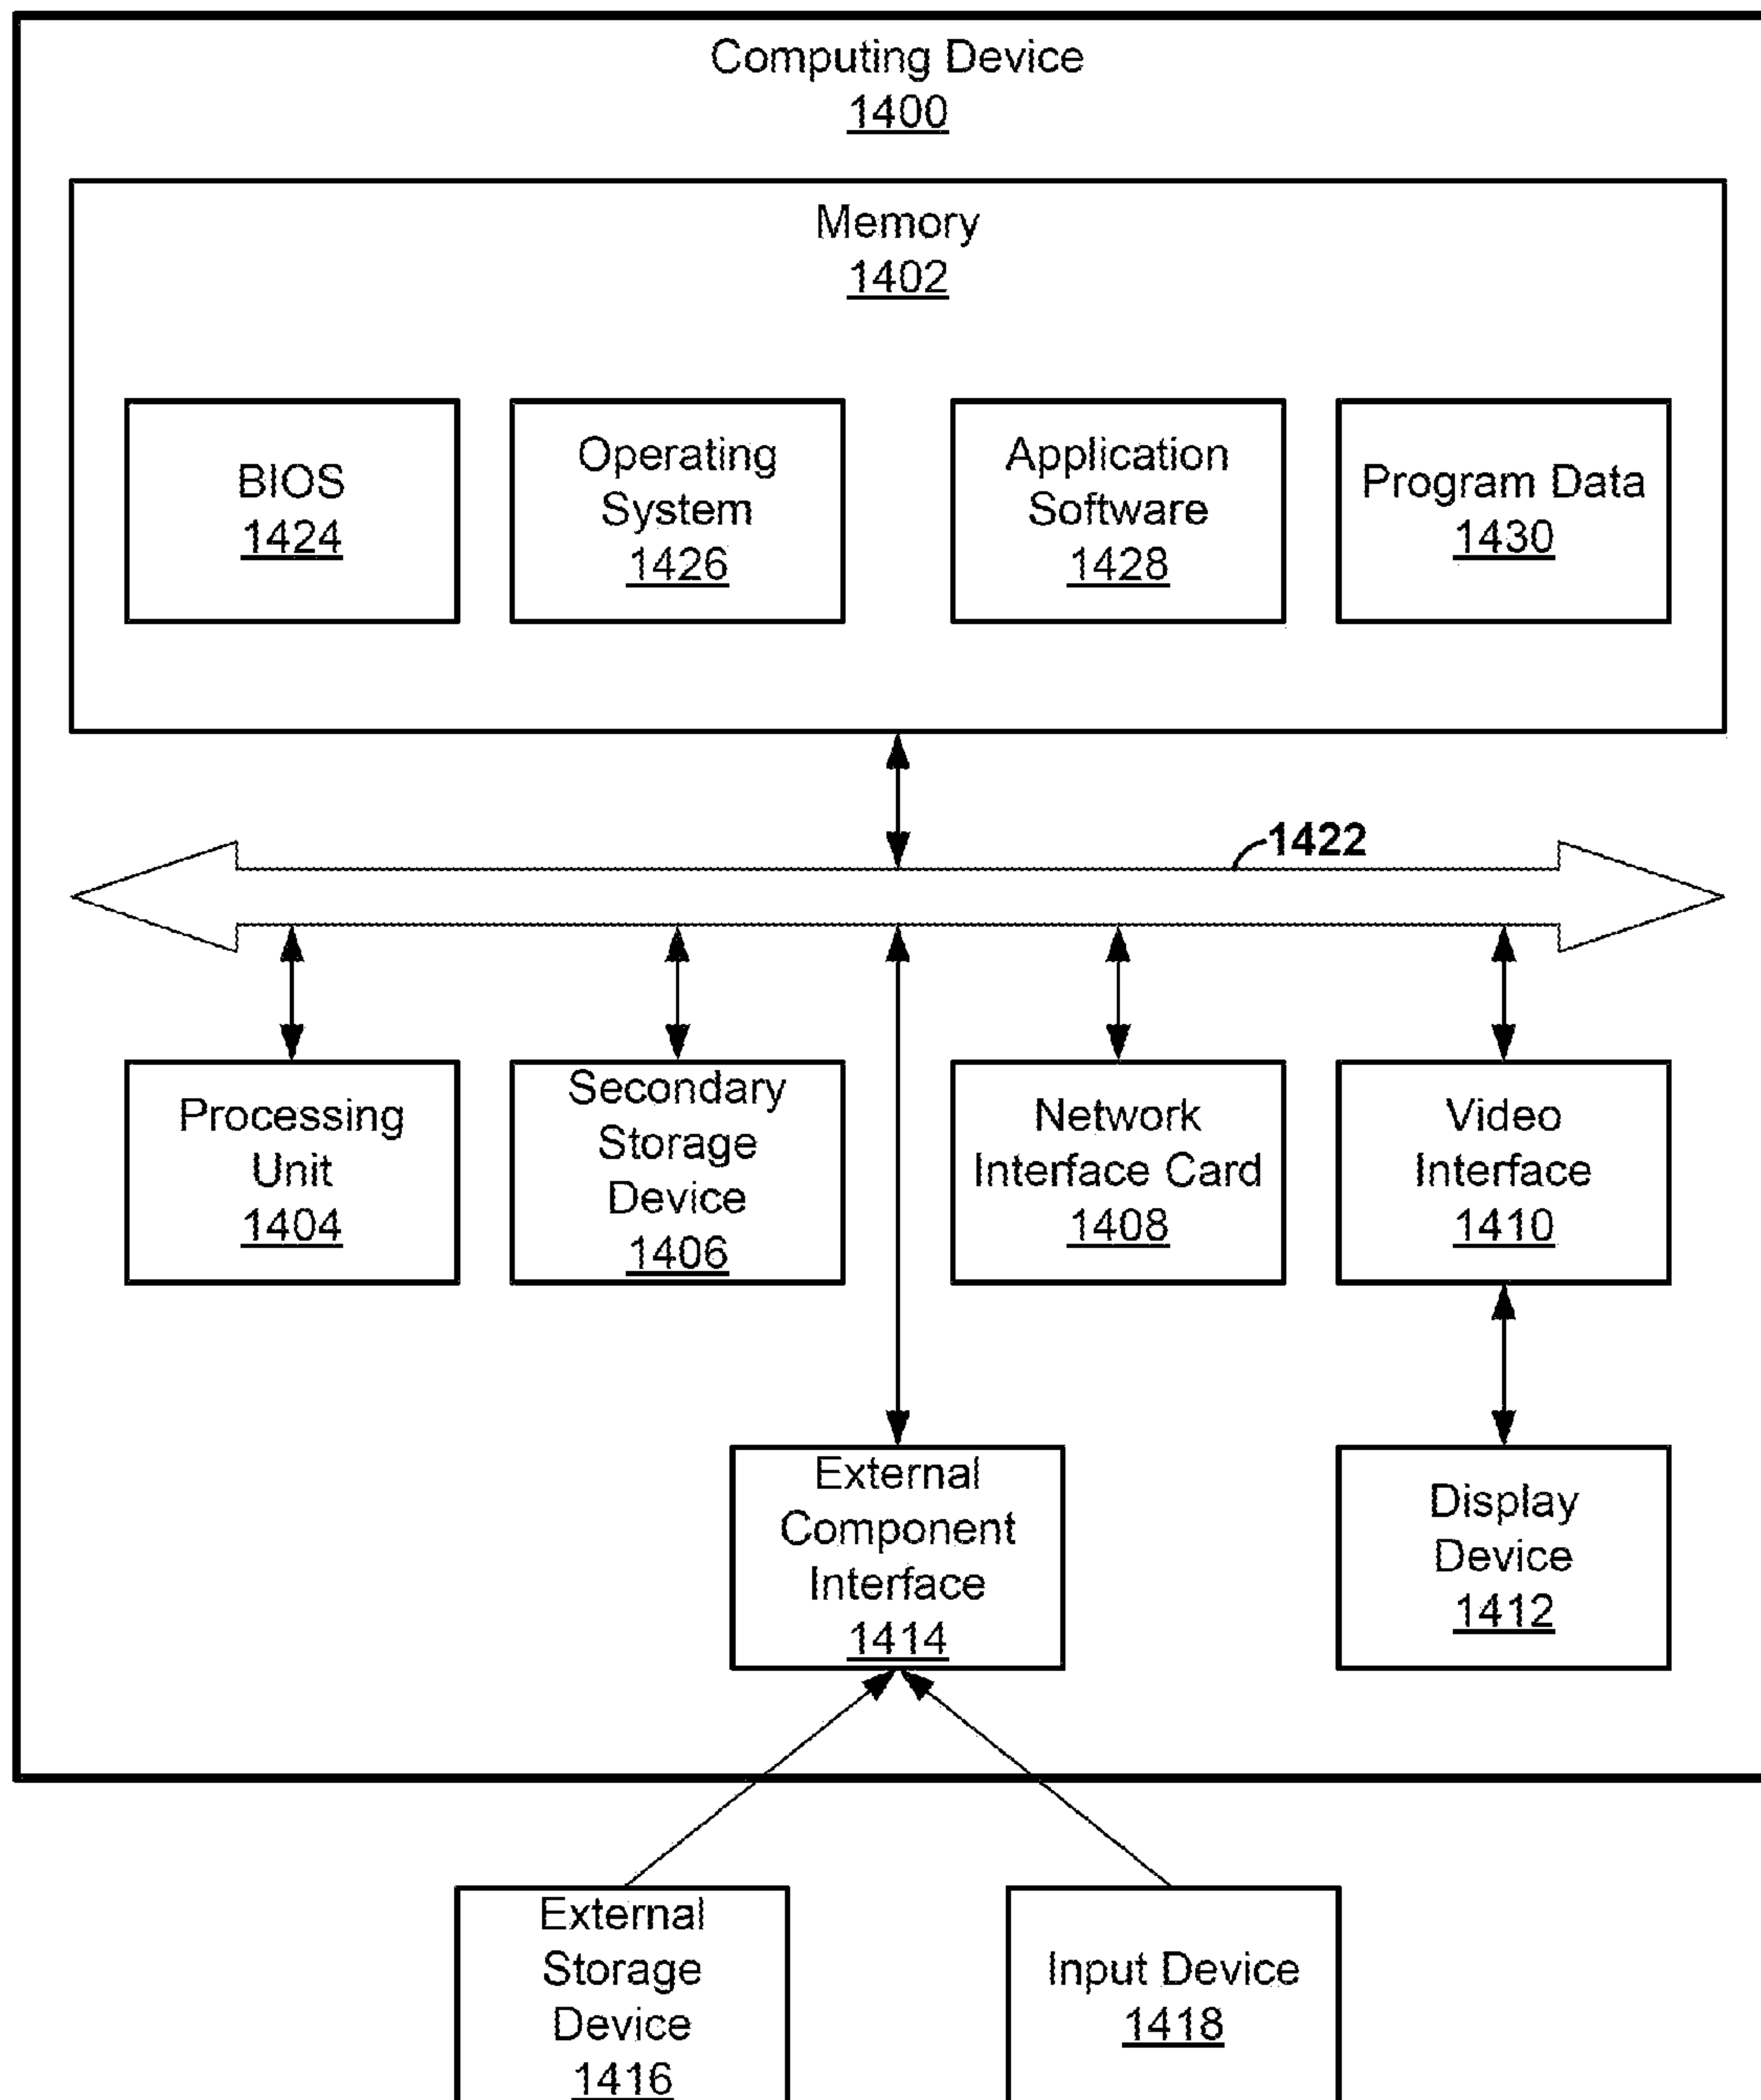 Computing Device
1400
Memory
1402
BIOS
1424
Operating
System
1426
Application
Software
1428
Program Data
1430
1422
Processing
Unit
1404
Secondary
Storage
Device
1406
Network
Interface Card
1408
Video
Interface
1410
External
Component
Interface
1414
Display
Device
1412
External
Storage
Device
1416
Input Device
1418